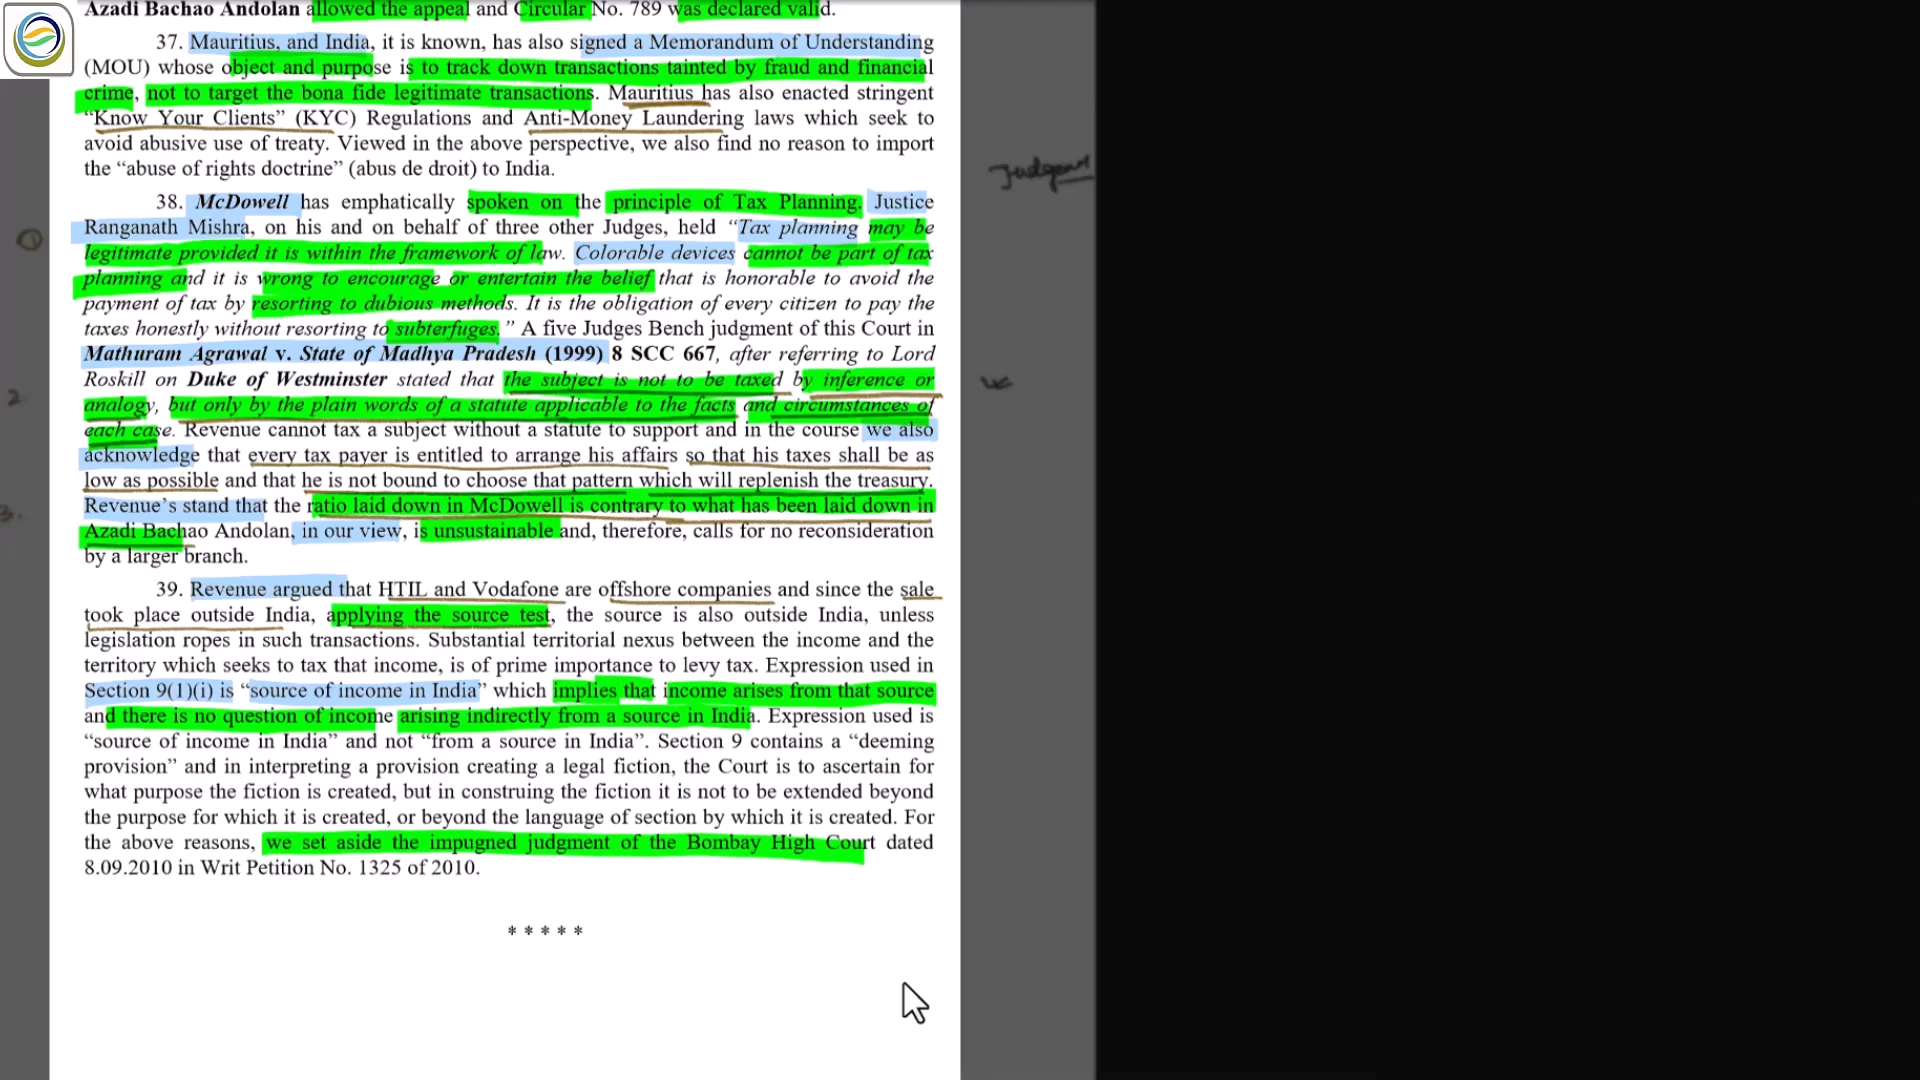 Azadi Bachao Andolan allowed the appeal and Circular No. 789 was declared valid.
37. Mauritius, and India, it is known, has also signed a Memorandum of Understanding
(MOU) whose object and purpose is to track down transactions tainted by fraud and financial
crime, not to target the bona fide legitimate transactions. Mauritius has also enacted stringent
“Know Your Clients” (KYC) Regulations and Anti-Money Laundering laws which seek to
avoid abusive use of treaty. Viewed in the above perspective, we also find no reason to import
the “abuse of rights doctrine” (abus de droit) to India.
Judgment
38. McDowell has emphatically spoken on the principle of Tax Planning. Justice
Ranganath Mishra, on his and on behalf of three other Judges, held “Tax planning may be
1
legitimate provided it is within the framework of law. Colorable devices cannot be part of tax
planning and it is wrong to encourage or entertain the belief that is honorable to avoid the
payment of tax by resorting to dubious methods. It is the obligation of every citizen to pay the
taxes honestly without resorting to subterfuges.” A five Judges Bench judgment of this Court in
Mathuram Agrawal v. State of Madhya Pradesh (1999) 8 SCC 667, after referring to Lord
Roskill on Duke of Westminster stated that the subject is not to be taxed by inference or
2
analogy, but only by the plain words of a statute applicable to the facts and circumstances of
each case. Revenue cannot tax a subject without a statute to support and in the course we also
acknowledge that every tax payer is entitled to arrange his affairs so that his taxes shall be as
low as possible and that he is not bound to choose that pattern which will replenish the treasury.
Revenue’s stand that the ratio laid down in McDowell is contrary to what has been laid down in
3.
Azadi Bachao Andolan, in our view, is unsustainable and, therefore, calls for no reconsideration
by a larger branch.
39. Revenue argued that HTIL and Vodafone are offshore companies and since the sale
took place outside India, applying the source test, the source is also outside India, unless
legislation ropes in such transactions. Substantial territorial nexus between the income and the
territory which seeks to tax that income, is of prime importance to levy tax. Expression used in
Section 9(1)(i) is “source of income in India” which implies that income arises from that source
and there is no question of income arising indirectly from a source in India. Expression used is
“source of income in India” and not “from a source in India”. Section 9 contains a “deeming
provision” and in interpreting a provision creating a legal fiction, the Court is to ascertain for
what purpose the fiction is created, but in construing the fiction it is not to be extended beyond
the purpose for which it is created, or beyond the language of section by which it is created. For
the above reasons, we set aside the impugned judgment of the Bombay High Court dated
8.09.2010 in Writ Petition No. 1325 of 2010.
* * * * *